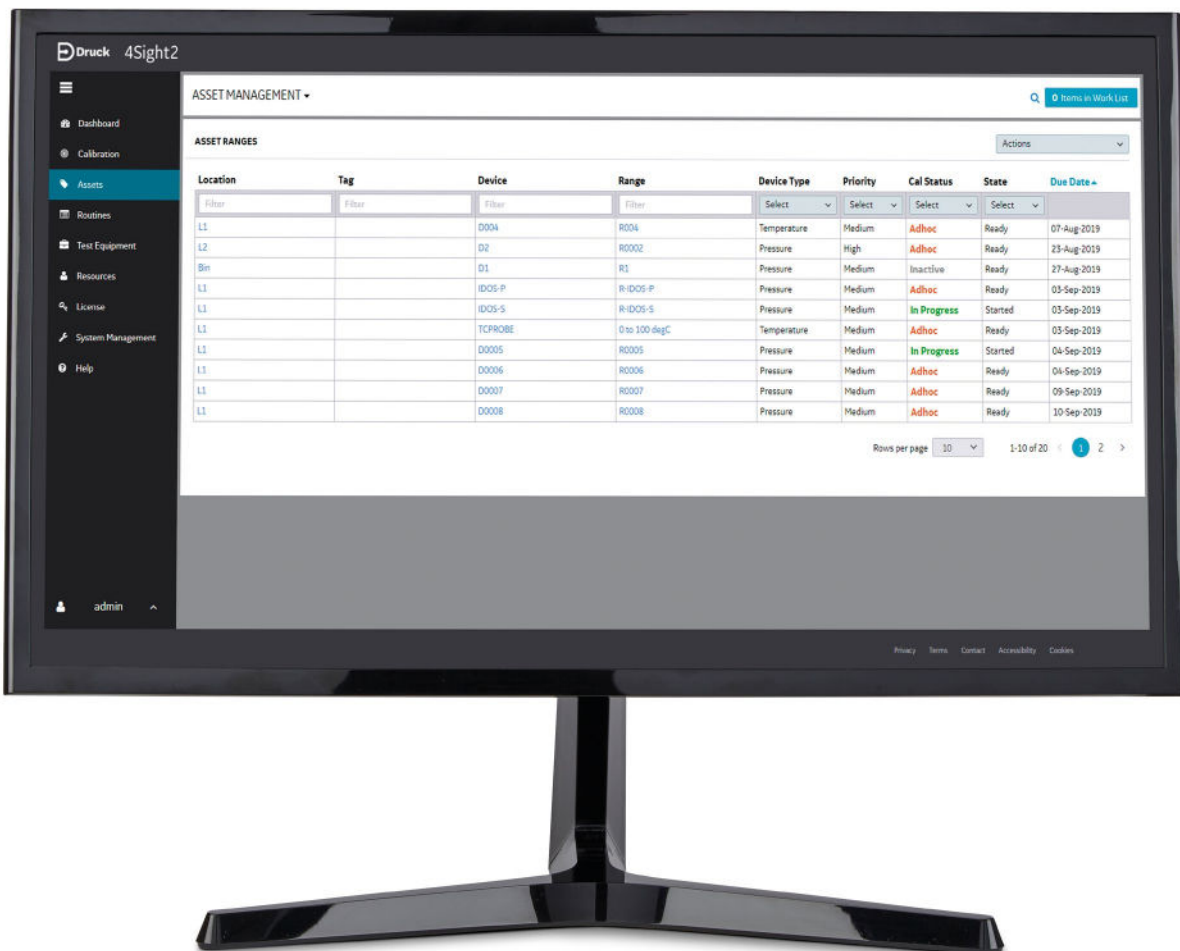 Druck 4Sight2
ASSET MANAGEMENT
0 Items in Work List
Dashboard
Calibration
Assets
Routines
Test Equipment
Resources
License
System Management
Help
admin
ASSET RANGES
Actions
Location Tag Device Range Device Type Priority Cal Status State Due Date
Filter Filter Filter Filter Select Select Select Select
L1 D004 R004 Temperature Medium Adhoc Ready 07-Aug-2019
L2 D2 R0002 Pressure High Adhoc Ready 23-Aug-2019
Bin D1 R1 Pressure Medium Inactive Ready 27-Aug-2019
L1 IDOS-P R-IDOS-P Pressure Medium Adhoc Ready 03-Sep-2019
L1 IDOS-S R-IDOS-S Pressure Medium In Progress Started 03-Sep-2019
L1 TCPROBE 0 to 100 degC Temperature Medium Adhoc Ready 03-Sep-2019
L1 D0005 R0005 Pressure Medium In Progress Started 04-Sep-2019
L1 D0006 R0006 Pressure Medium Adhoc Ready 04-Sep-2019
L1 D0007 R0007 Pressure Medium Adhoc Ready 09-Sep-2019
L1 D0008 R0008 Pressure Medium Adhoc Ready 10-Sep-2019
Rows per page 10 1-10 of 20 < 1 2 >
Privacy Terms Contact Accessibility Cookies